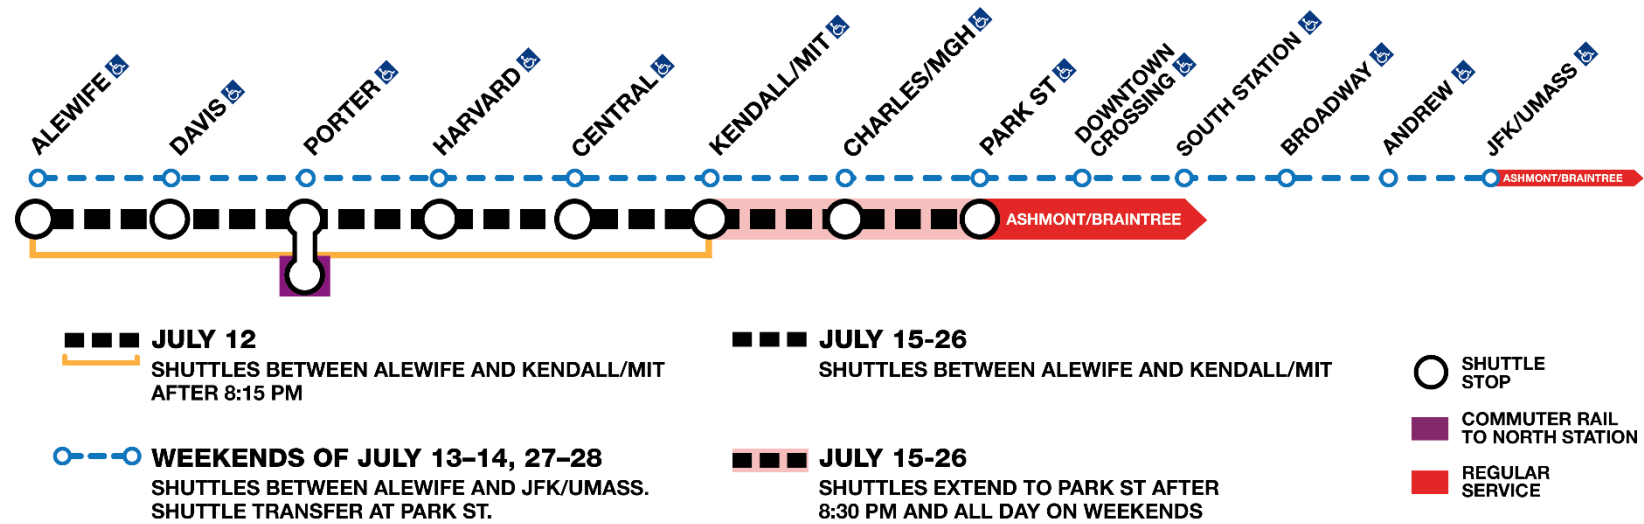 ALEWIFE
DAVIS
PORTER
HARVARD
CENTRAL
KENDALL/MIT
CHARLES/MGH
PARK ST
DOWNTOWN
CROSSING
SOUTH STATION
BROADWAY
ANDREW
JFK/UMASS
ASHMONT/BRAINTREE
ASHMONT/BRAINTREE
JULY 12
SHUTTLES BETWEEN ALEWIFE AND KENDALL/MIT
AFTER 8:15 PM
WEEKENDS OF JULY 13–14, 27–28
SHUTTLES BETWEEN ALEWIFE AND JFK/UMASS.
SHUTTLE TRANSFER AT PARK ST.
JULY 15-26
SHUTTLES BETWEEN ALEWIFE AND KENDALL/MIT
JULY 15-26
SHUTTLES EXTEND TO PARK ST AFTER
8:30 PM AND ALL DAY ON WEEKENDS
SHUTTLE
STOP
COMMUTER RAIL
TO NORTH STATION
REGULAR
SERVICE